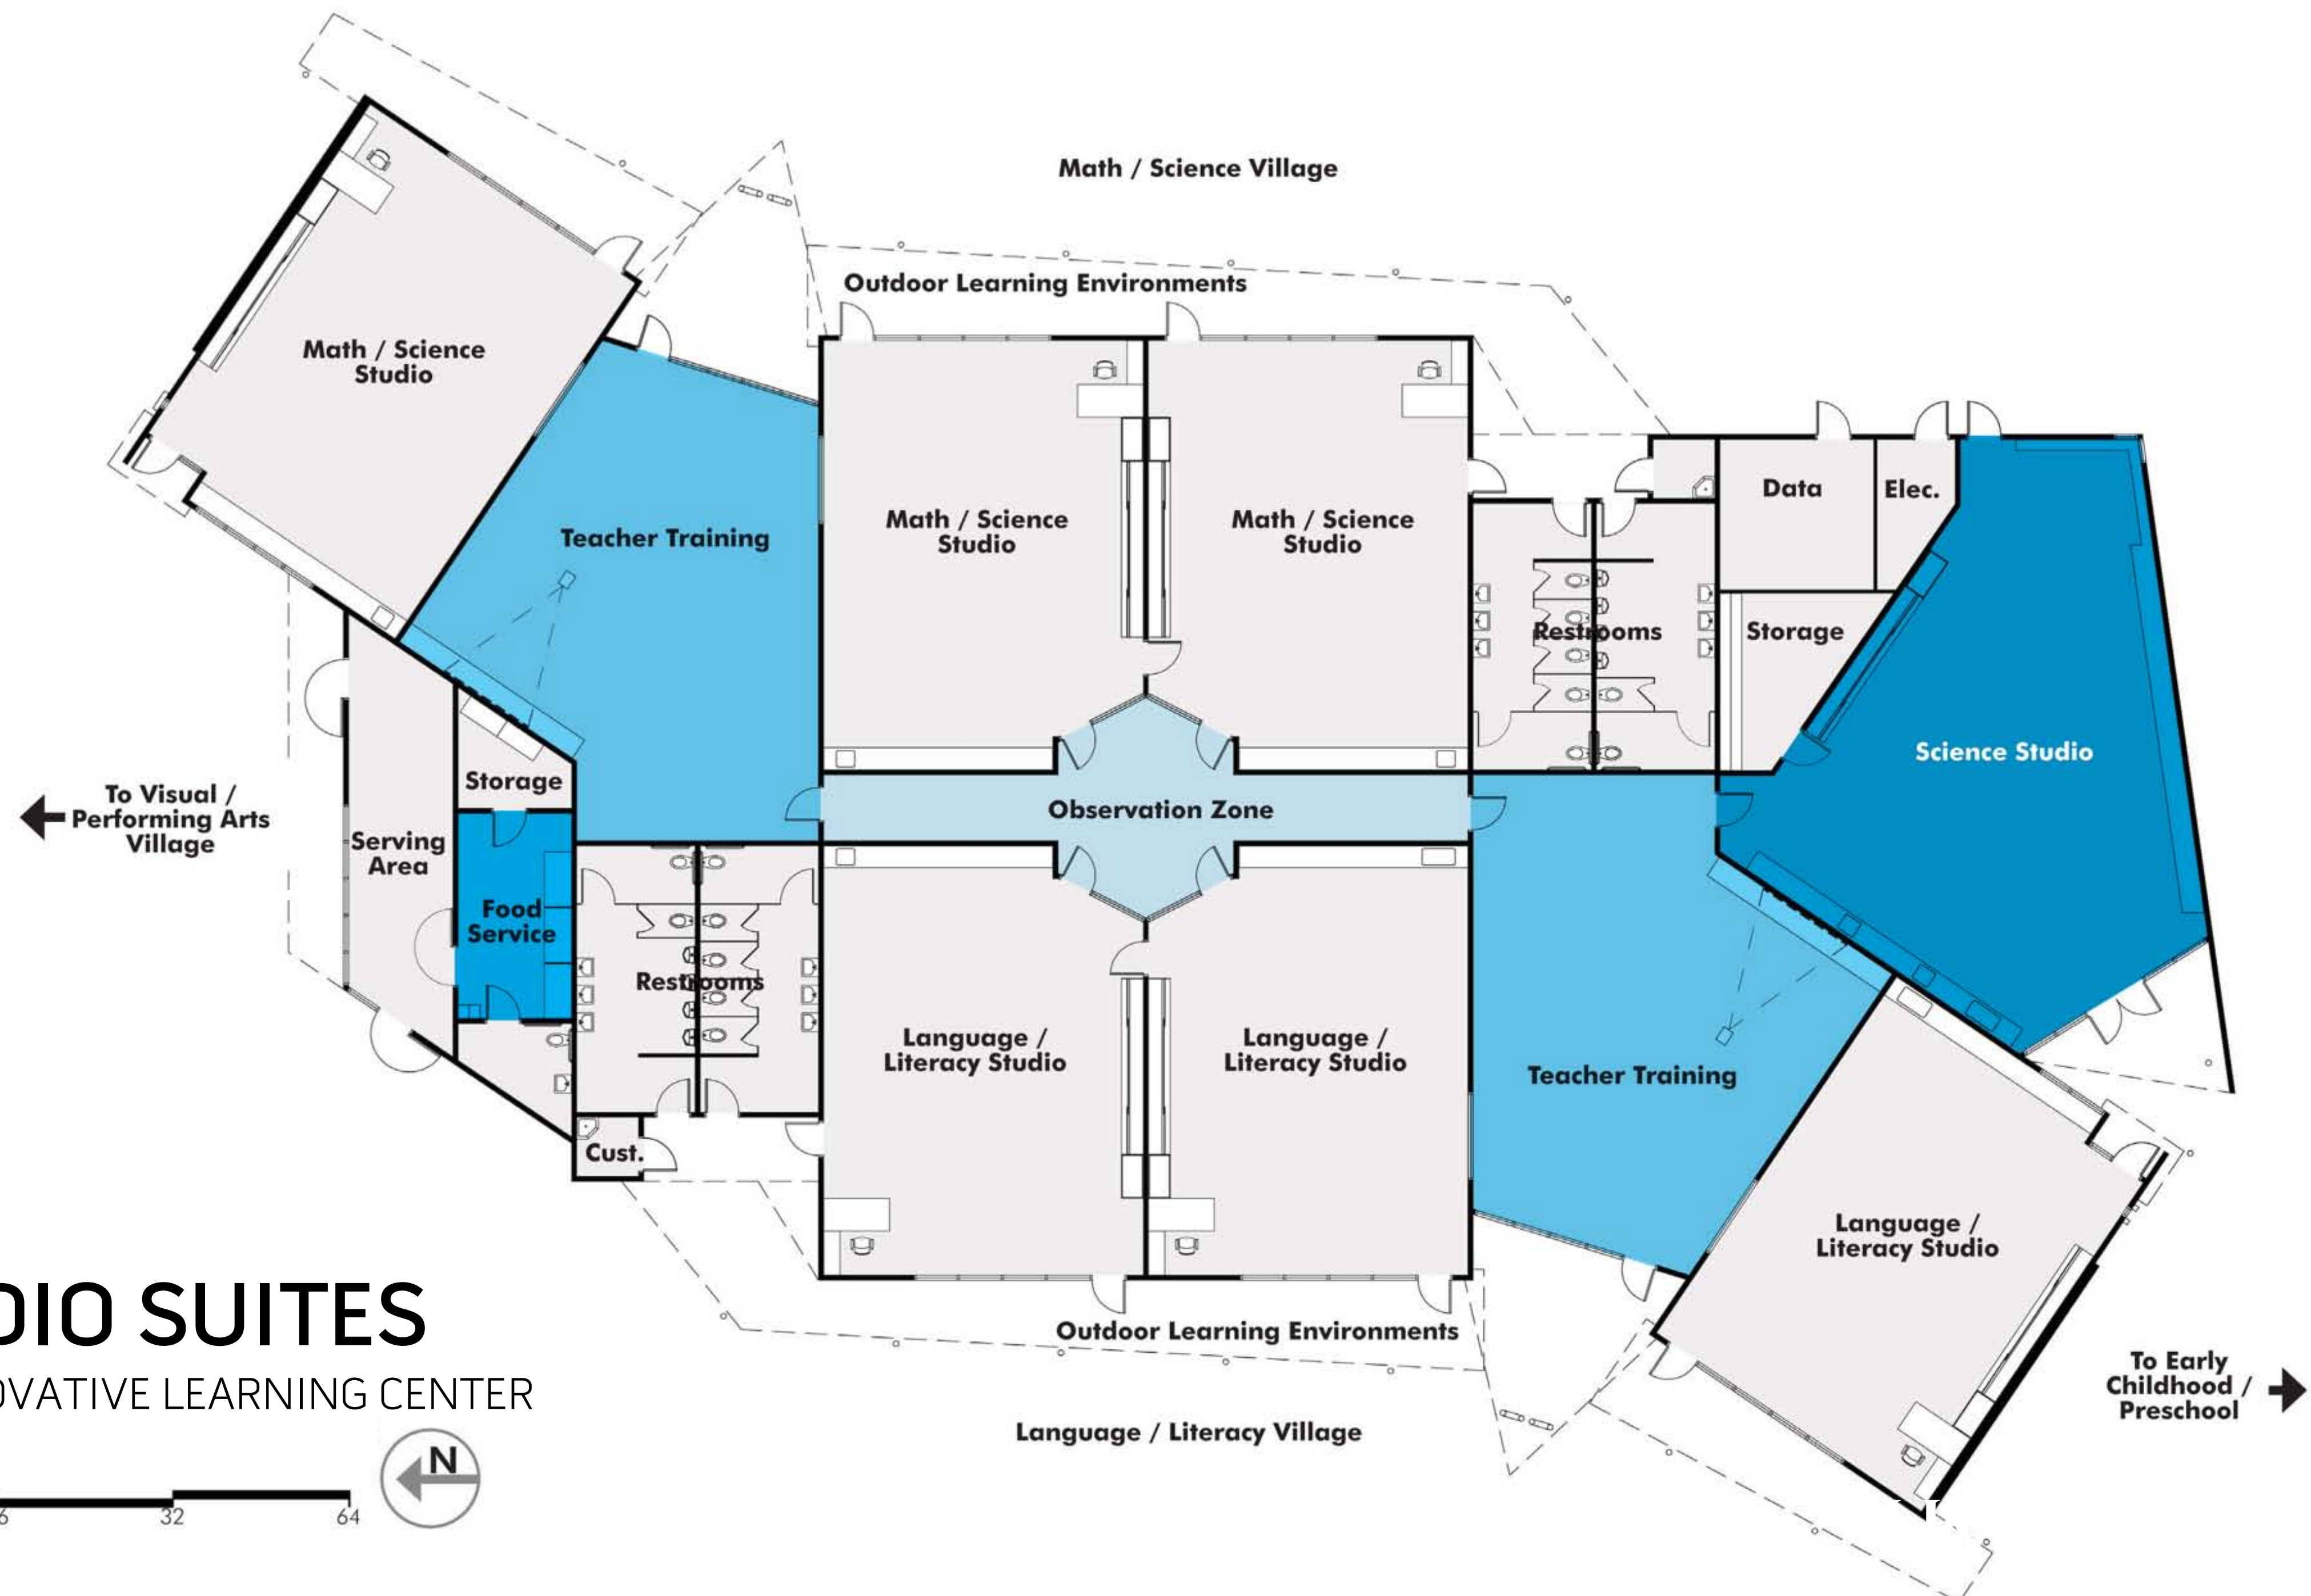 Math / Science Village
Outdoor Learning Environments
Math / Science
Studio
Math / Science
Studio
Math / Science
Studio
Teacher Training
Data
Elec.
Restrooms
Storage
Science Studio
Storage
To Visual /
Performing Arts
Village
Serving
Area
Observation Zone
Food
Service
Restrooms
Language /
Literacy Studio
Language /
Literacy Studio
Teacher Training
Cust.
Language /
Literacy Studio
Outdoor Learning Environments
To Early
Childhood /
Preschool
Language / Literacy Village
DIO SUITES
OVATIVE LEARNING CENTER
N
6 32 64